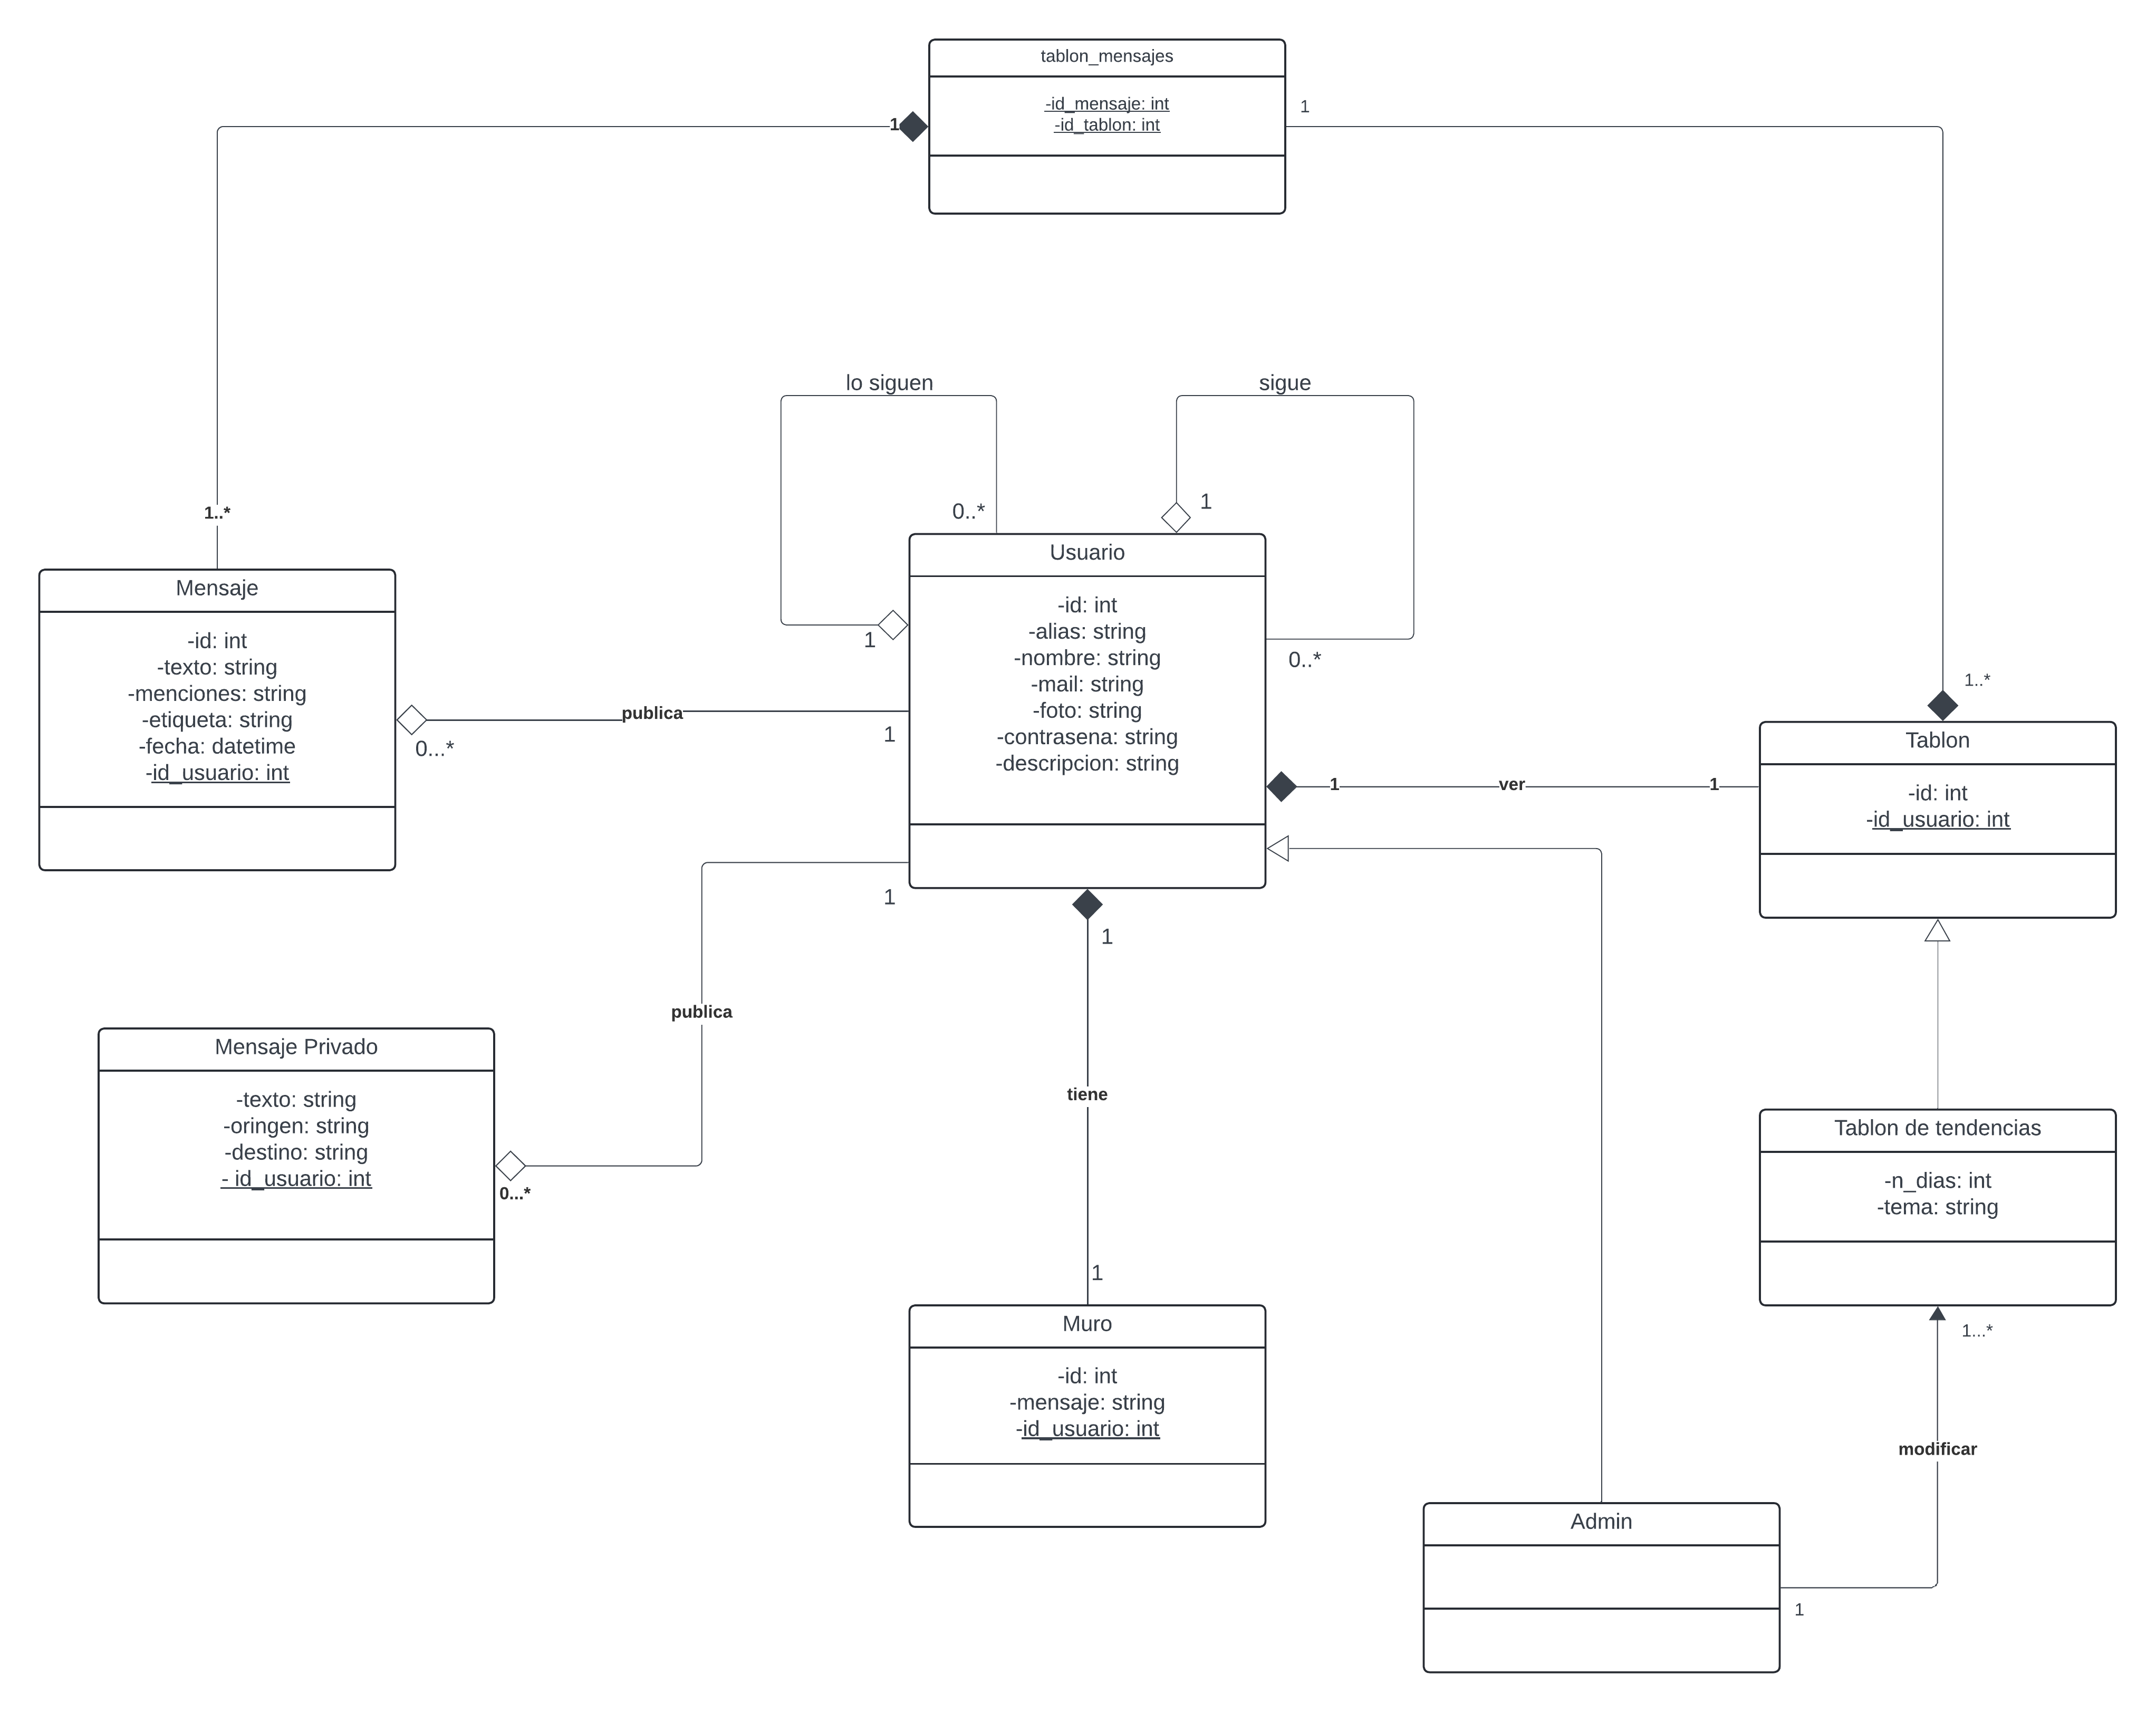 tablon_mensajes
-id_mensaje: int
-id_tablon: int
1
1
lo siguen
sigue
1..*
0..*
1
Usuario
-id: int
-alias: string
-nombre: string
-mail: string
-foto: string
-contrasena: string
-descripcion: string
1
0..*
Mensaje
-id: int
-texto: string
-menciones: string
-etiqueta: string
-fecha: datetime
-id_usuario: int
0...*
publica
1
1..*
Tablon
-id: int
-id_usuario: int
1
ver
1
1
1
publica
Mensaje Privado
-texto: string
-oringen: string
-destino: string
- id_usuario: int
0...*
tiene
1
Muro
-id: int
-mensaje: string
-id_usuario: int
Tablon de tendencias
-n_dias: int
-tema: string
1...*
modificar
Admin
1